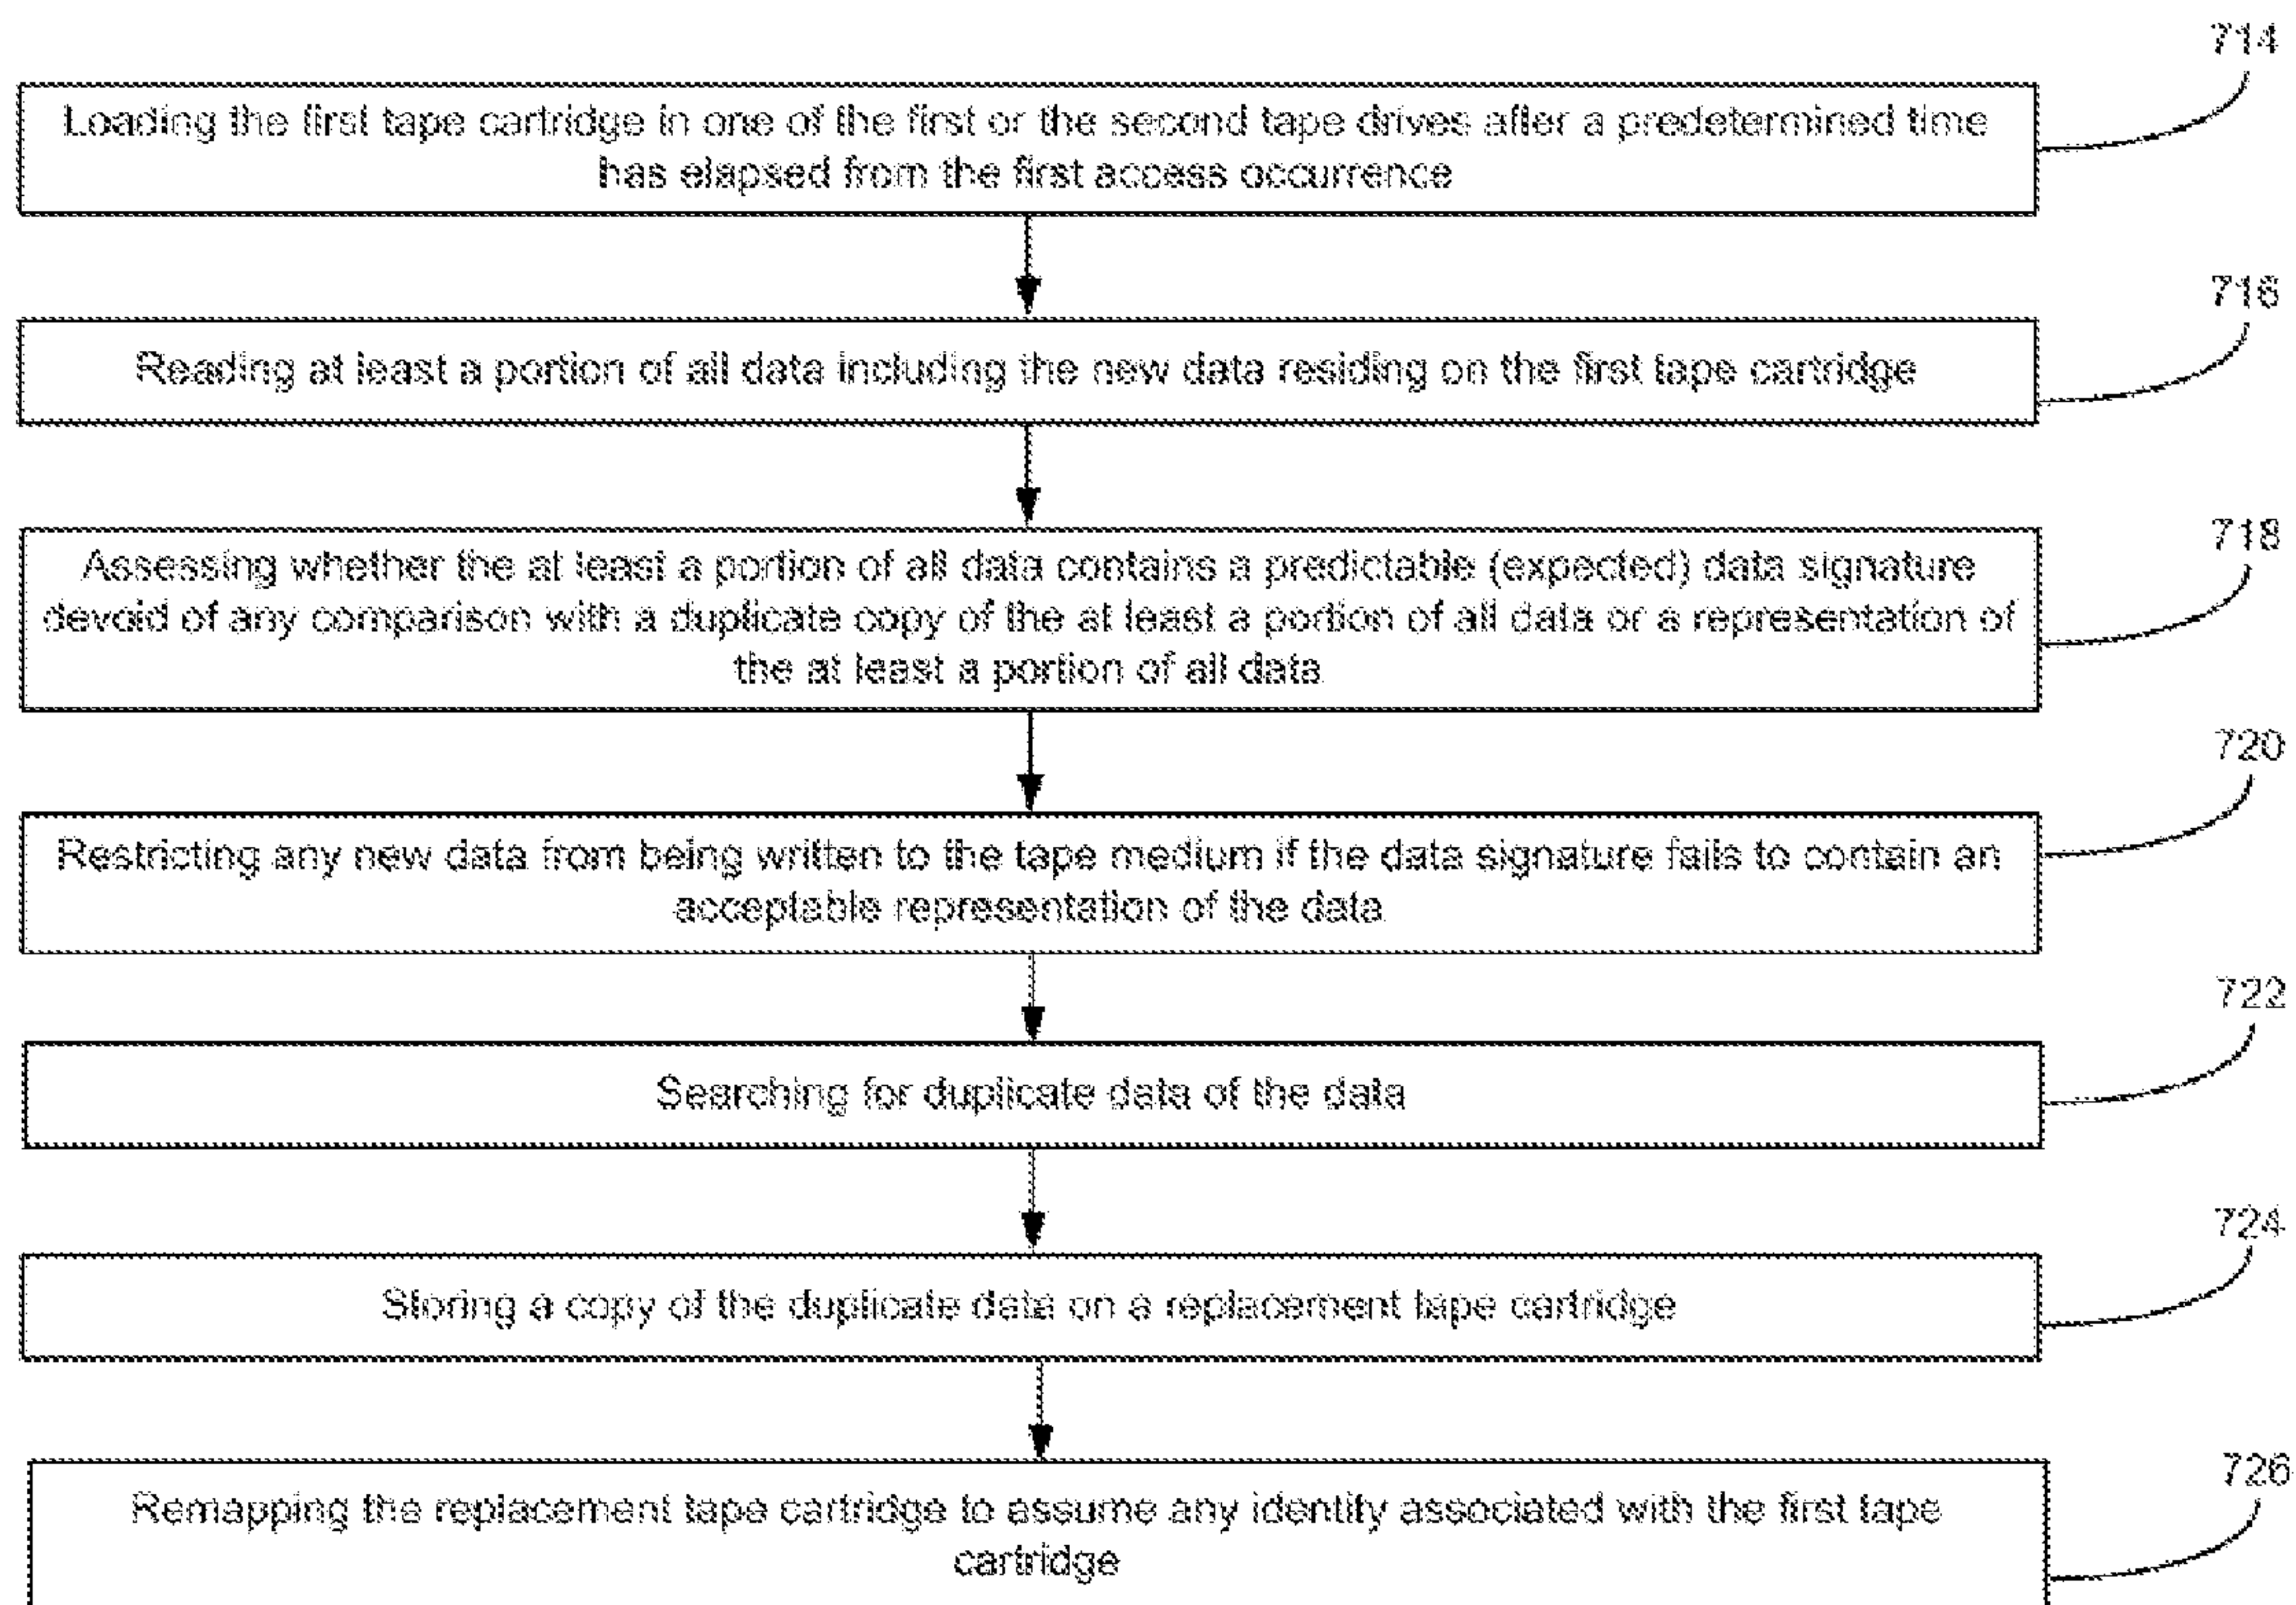 714
Loading the first tape cartridge in one of the first or the second tape drives after a predetermined time
has elapsed from the first access occurrence
716
Reading at least a portion of all data including the new data residing on the first tape cartridge
718
Assessing whether the at least a portion of all data contains a predictable (expected) data signature
devoid of any comparison with a duplicate copy of the at least a portion of all data or a representation of
the at least a portion of all data
720
Restricting any new data from being written to the tape medium if the data signature fails to contain an
acceptable representation of the data
722
Searching for duplicate data of the data
724
Storing a copy of the duplicate data on a replacement tape cartridge
726
Remapping the replacement tape cartridge to assume any identity associated with the first tape
cartridge